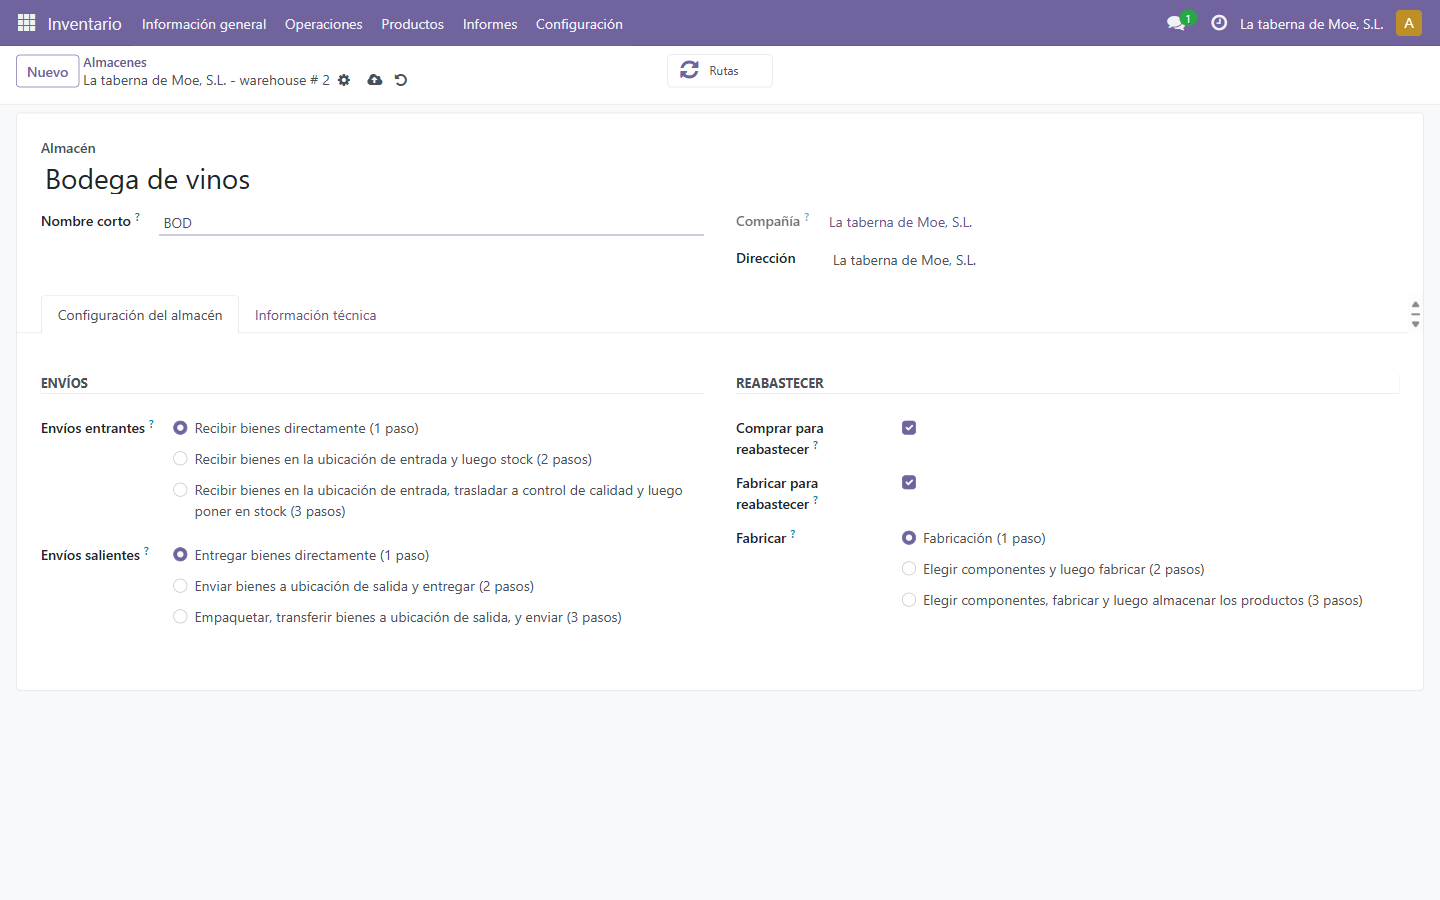 Inventario Información general Operaciones Productos Informes Configuración 1 La taberna de Moe, S.L. A
Nuevo
Almacenes
La taberna de Moe, S.L. - warehouse # 2
Rutas
Almacén
Bodega de vinos
Nombre corto ? BOD
Compañía ? La taberna de Moe, S.L.
Dirección La taberna de Moe, S.L.
Configuración del almacén Información técnica
ENVÍOS
Envíos entrantes ? Recibir bienes directamente (1 paso)
Recibir bienes en la ubicación de entrada y luego stock (2 pasos)
Recibir bienes en la ubicación de entrada, trasladar a control de calidad y luego
poner en stock (3 pasos)
Envíos salientes ? Entregar bienes directamente (1 paso)
Enviar bienes a ubicación de salida y entregar (2 pasos)
Empaquetar, transferir bienes a ubicación de salida, y enviar (3 pasos)
REABASTECER
Comprar para
reabastecer ?
Fabricar para
reabastecer ?
Fabricar ? Fabricación (1 paso)
Elegir componentes y luego fabricar (2 pasos)
Elegir componentes, fabricar y luego almacenar los productos (3 pasos)